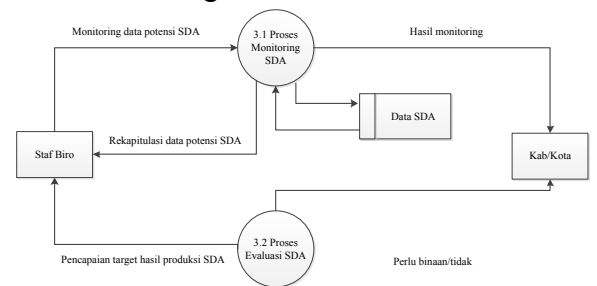 Monitoring data potensi SDA
3.1 Proses
Monitoring
SDA
Hasil monitoring
Data SDA
Rekapitulasi data potensi SDA
Staf Biro
Kab/Kota
3.2 Proses
Evaluasi SDA
Pencapaian target hasil produksi SDA
Perlu binaan/tidak